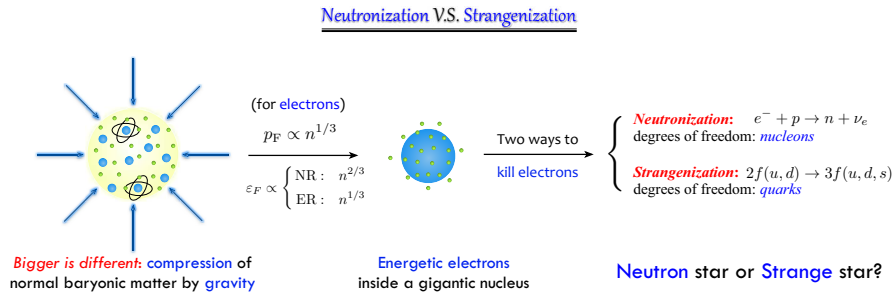 Neutronization V.S. Strangenization
(for electrons)
p_F ∝ n^{1/3}
ε_F ∝ { NR : n^{2/3}
ER : n^{1/3}
Two ways to
kill electrons
Neutronization: e⁻ + p → n + ν_e
degrees of freedom: nucleons
Strangenization: 2f(u, d) → 3f(u, d, s)
degrees of freedom: quarks
Bigger is different: compression of
normal baryonic matter by gravity
Energetic electrons
inside a gigantic nucleus
Neutron star or Strange star?